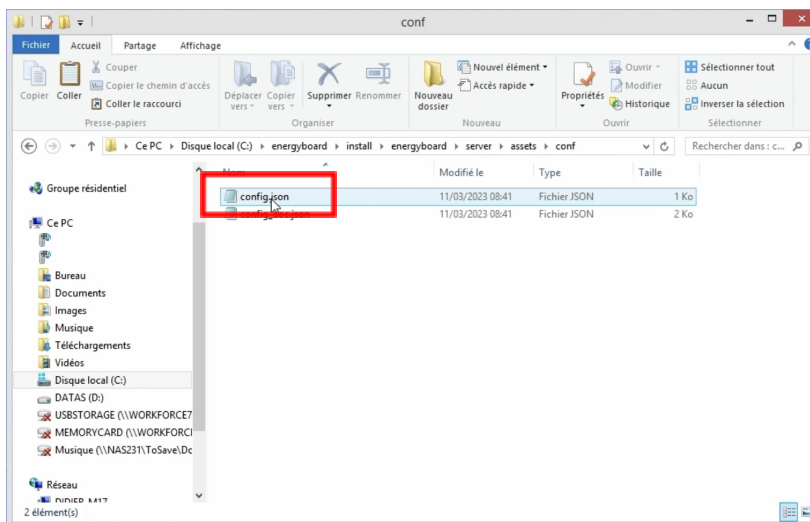 conf
Fichier Accueil Partage Affichage
Copier
Coller
Couper
Copier le chemin d'accès
Coller le raccourci
Presse-papiers
Déplacer vers
Copier vers
Supprimer
Renommer
Organiser
Nouveau dossier
Nouvel élément
Accès rapide
Nouveau
Propriétés
Ouvrir
Modifier
Historique
Ouvrir
Sélectionner tout
Aucun
Inverser la sélection
Sélectionner
Ce PC Disque local (C:) energyboard install energyboard server assets conf
Rechercher dans : c...
Modifié le Type Taille
config.json 11/03/2023 08:41 Fichier JSON 1 Ko
11/03/2023 08:41 Fichier JSON 2 Ko
Groupe résidentiel
Ce PC
Bureau
Documents
Images
Musique
Téléchargements
Vidéos
Disque local (C:)
DATAS (D:)
USBSTORAGE (\\WORKFORCE7
MEMORYCARD (\\WORKFORCE
Musique (\\NAS231\ToSave\Dc
Réseau
2 élément(s)